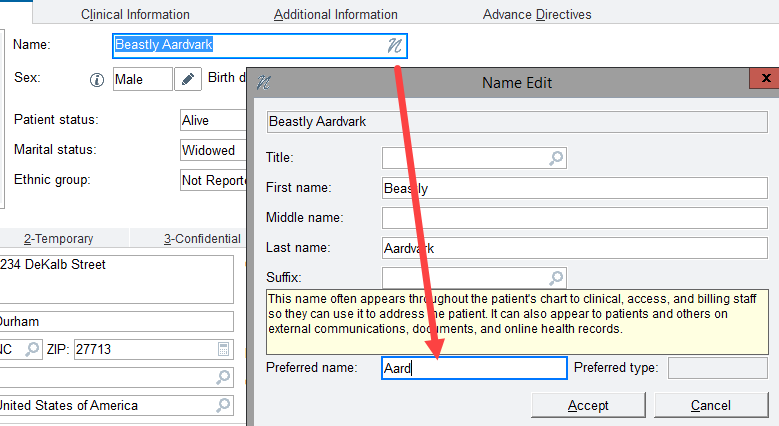 Clinical Information Additional Information Advance Directives
Name: Beastly Aardvark
Sex: Male Birth d
Patient status: Alive
Marital status: Widowed
Ethnic group: Not Reporte
2-Temporary 3-Confidential
234 DeKalb Street
Durham
NC ZIP: 27713
United States of America
Name Edit
Beastly Aardvark
Title:
First name: Beastly
Middle name:
Last name: Aardvark
Suffix:
This name often appears throughout the patient's chart to clinical, access, and billing staff
so they can use it to address the patient. It can also appear to patients and others on
external communications, documents, and online health records.
Preferred name: Aard Preferred type:
Accept Cancel